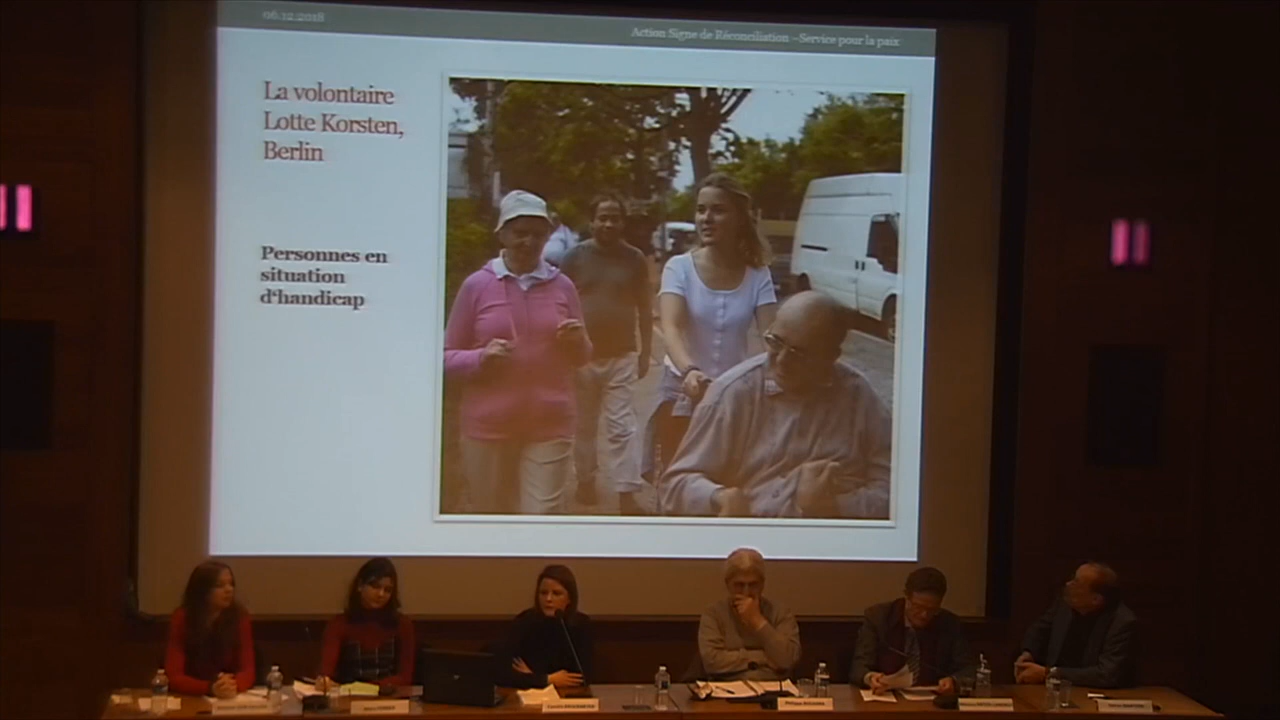 06.12.2018
Action Signe de Réconciliation –Service pour la paix
La volontaire
Lotte Korsten,
Berlin
Personnes en
situation
d‘handicap